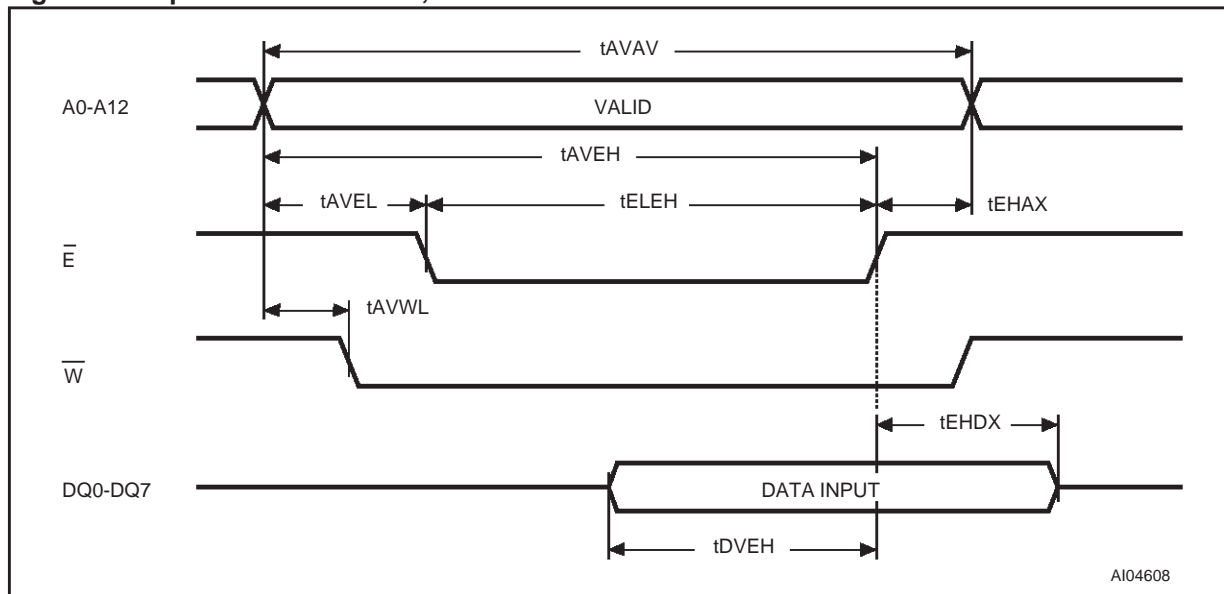 tAVAV
A0-A12
VALID
tAVEH
tAVEL
tELEH
tEHAX
E
tAVWL
W
tEHDX
DQ0-DQ7
DATA INPUT
tDVEH
AI04608